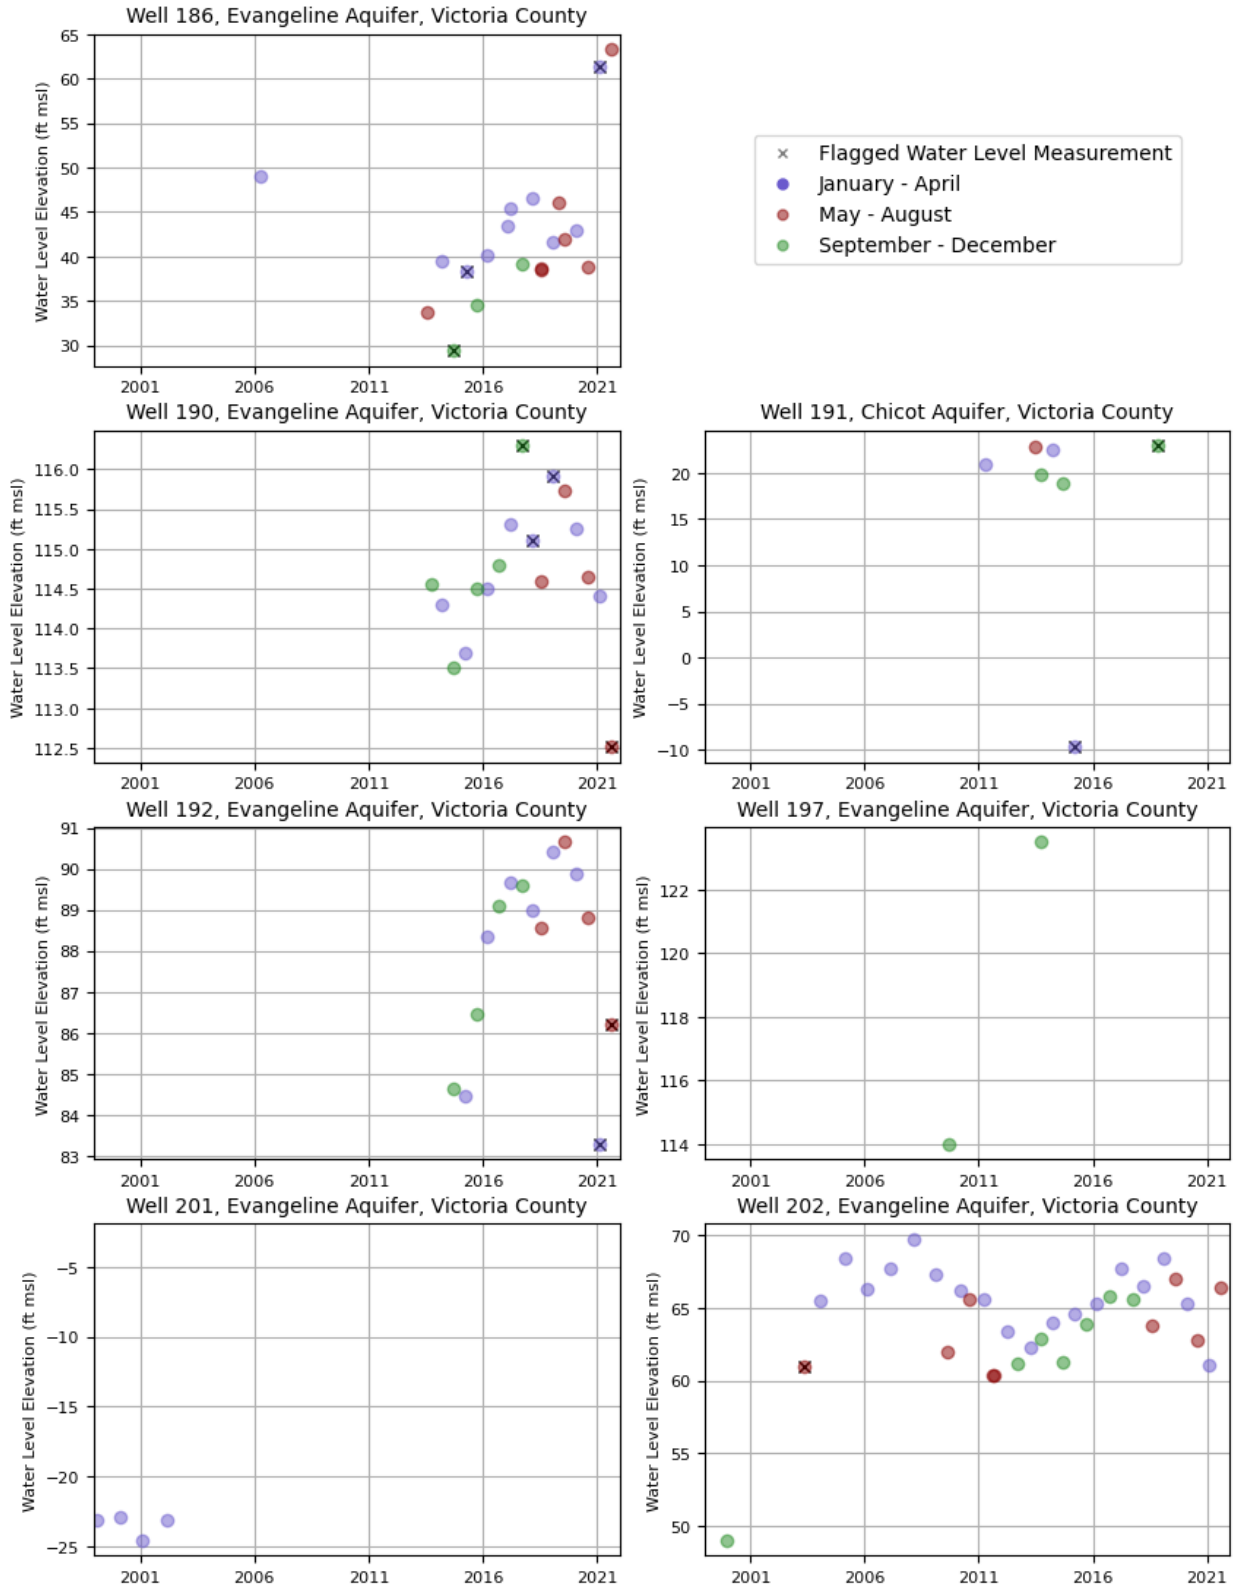 Well 186, Evangeline Aquifer, Victoria County
Water Level Elevation (ft msl)
65
60
55
50
45
40
35
30
2001 2006 2011 2016 2021
× Flagged Water Level Measurement
January - April
May - August
September - December
Well 190, Evangeline Aquifer, Victoria County
Water Level Elevation (ft msl)
116.0
115.5
115.0
114.5
114.0
113.5
113.0
112.5
2001 2006 2011 2016 2021
Well 191, Chicot Aquifer, Victoria County
Water Level Elevation (ft msl)
20
15
10
5
0
−5
−10
2001 2006 2011 2016 2021
Well 192, Evangeline Aquifer, Victoria County
Water Level Elevation (ft msl)
91
90
89
88
87
86
85
84
83
2001 2006 2011 2016 2021
Well 197, Evangeline Aquifer, Victoria County
Water Level Elevation (ft msl)
122
120
118
116
114
2001 2006 2011 2016 2021
Well 201, Evangeline Aquifer, Victoria County
Water Level Elevation (ft msl)
−5
−10
−15
−20
−25
2001 2006 2011 2016 2021
Well 202, Evangeline Aquifer, Victoria County
Water Level Elevation (ft msl)
70
65
60
55
50
2001 2006 2011 2016 2021